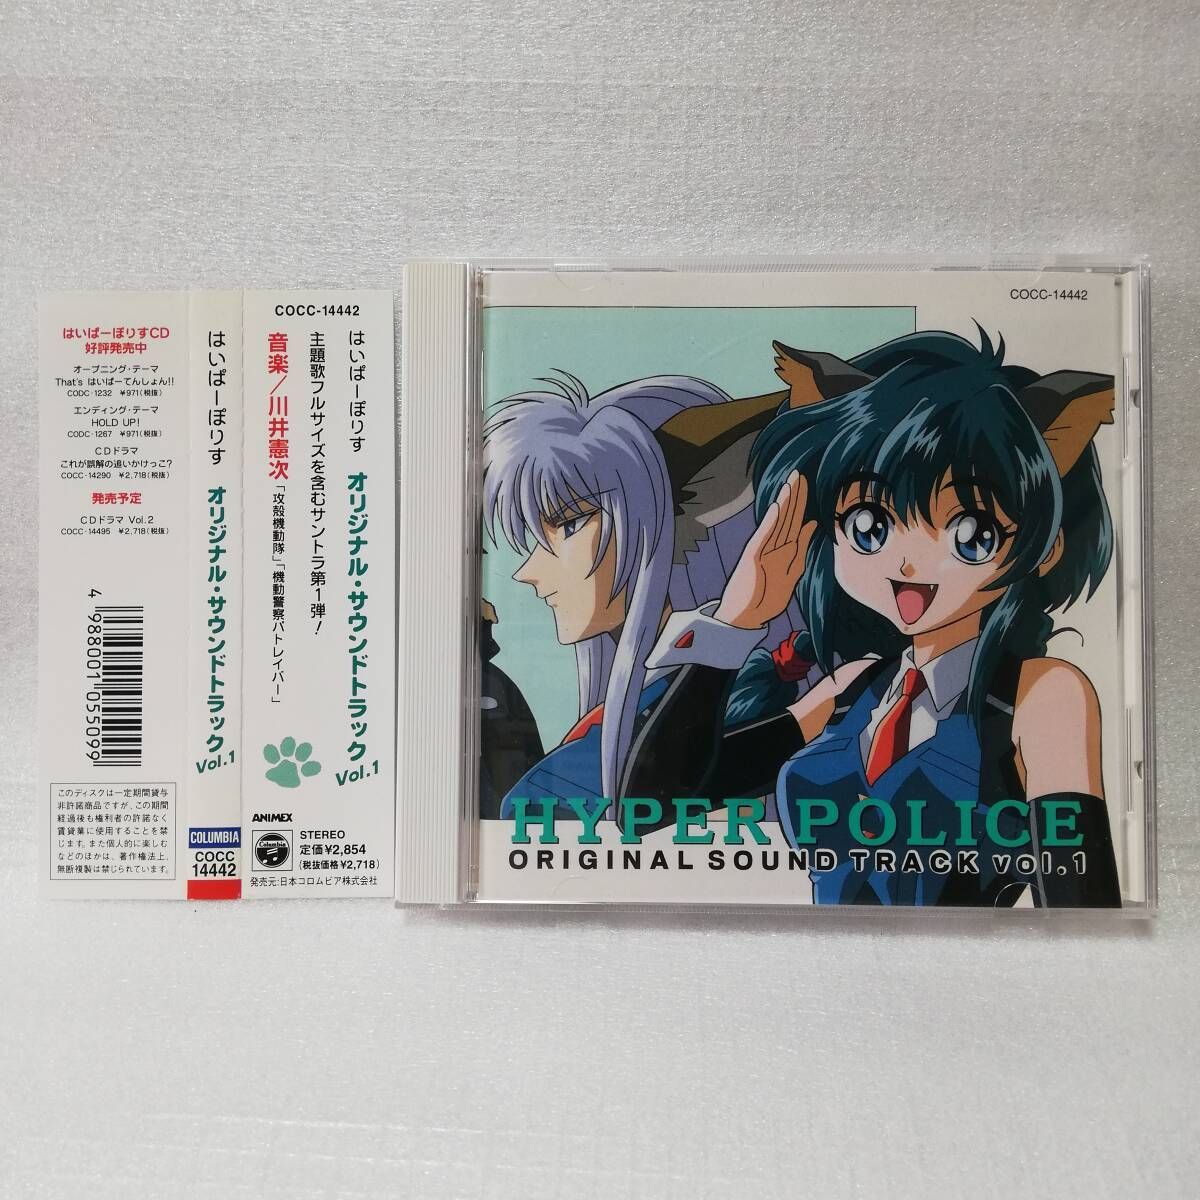 はいぱーぽりすCD
好評発売中
オープニング・テーマ
That's はいぱーてんしょん!!
CODC-1232 ¥971(税抜)
エンディング・テーマ
HOLD UP!
CODC-1267 ¥971(税抜)
CDドラマ
これが誤解の追いかけっこ?
COCC-14290 ¥2,718(税抜)
発売予定
CDドラマ Vol.2
COCC-14495 ¥2,718(税抜)
4 988001 055099
このディスクは一定期間貸与
非許諾商品ですが、この期間
経過後も権利者の許諾なく
賃貸業に使用することを禁
じます。また個人的に楽しむ
などのほかは、著作権法上、
無断複製は禁じられています。
はいぱーぽりす オリジナル・サウンドトラック Vol.1
COLUMBIA
COCC
14442
COCC-14442
はいぱーぽりす オリジナル・サウンドトラック Vol.1
主題歌フルサイズを含むサントラ第1弾!
音楽/川井憲次「攻殻機動隊」「機動警察パトレイバー」
ANIMEX
Columbia
STEREO
定価¥2,854
(税抜価格¥2,718)
発売元:日本コロムビア株式会社
COCC-14442
HYPER POLICE
ORIGINAL SOUND TRACK vol.1